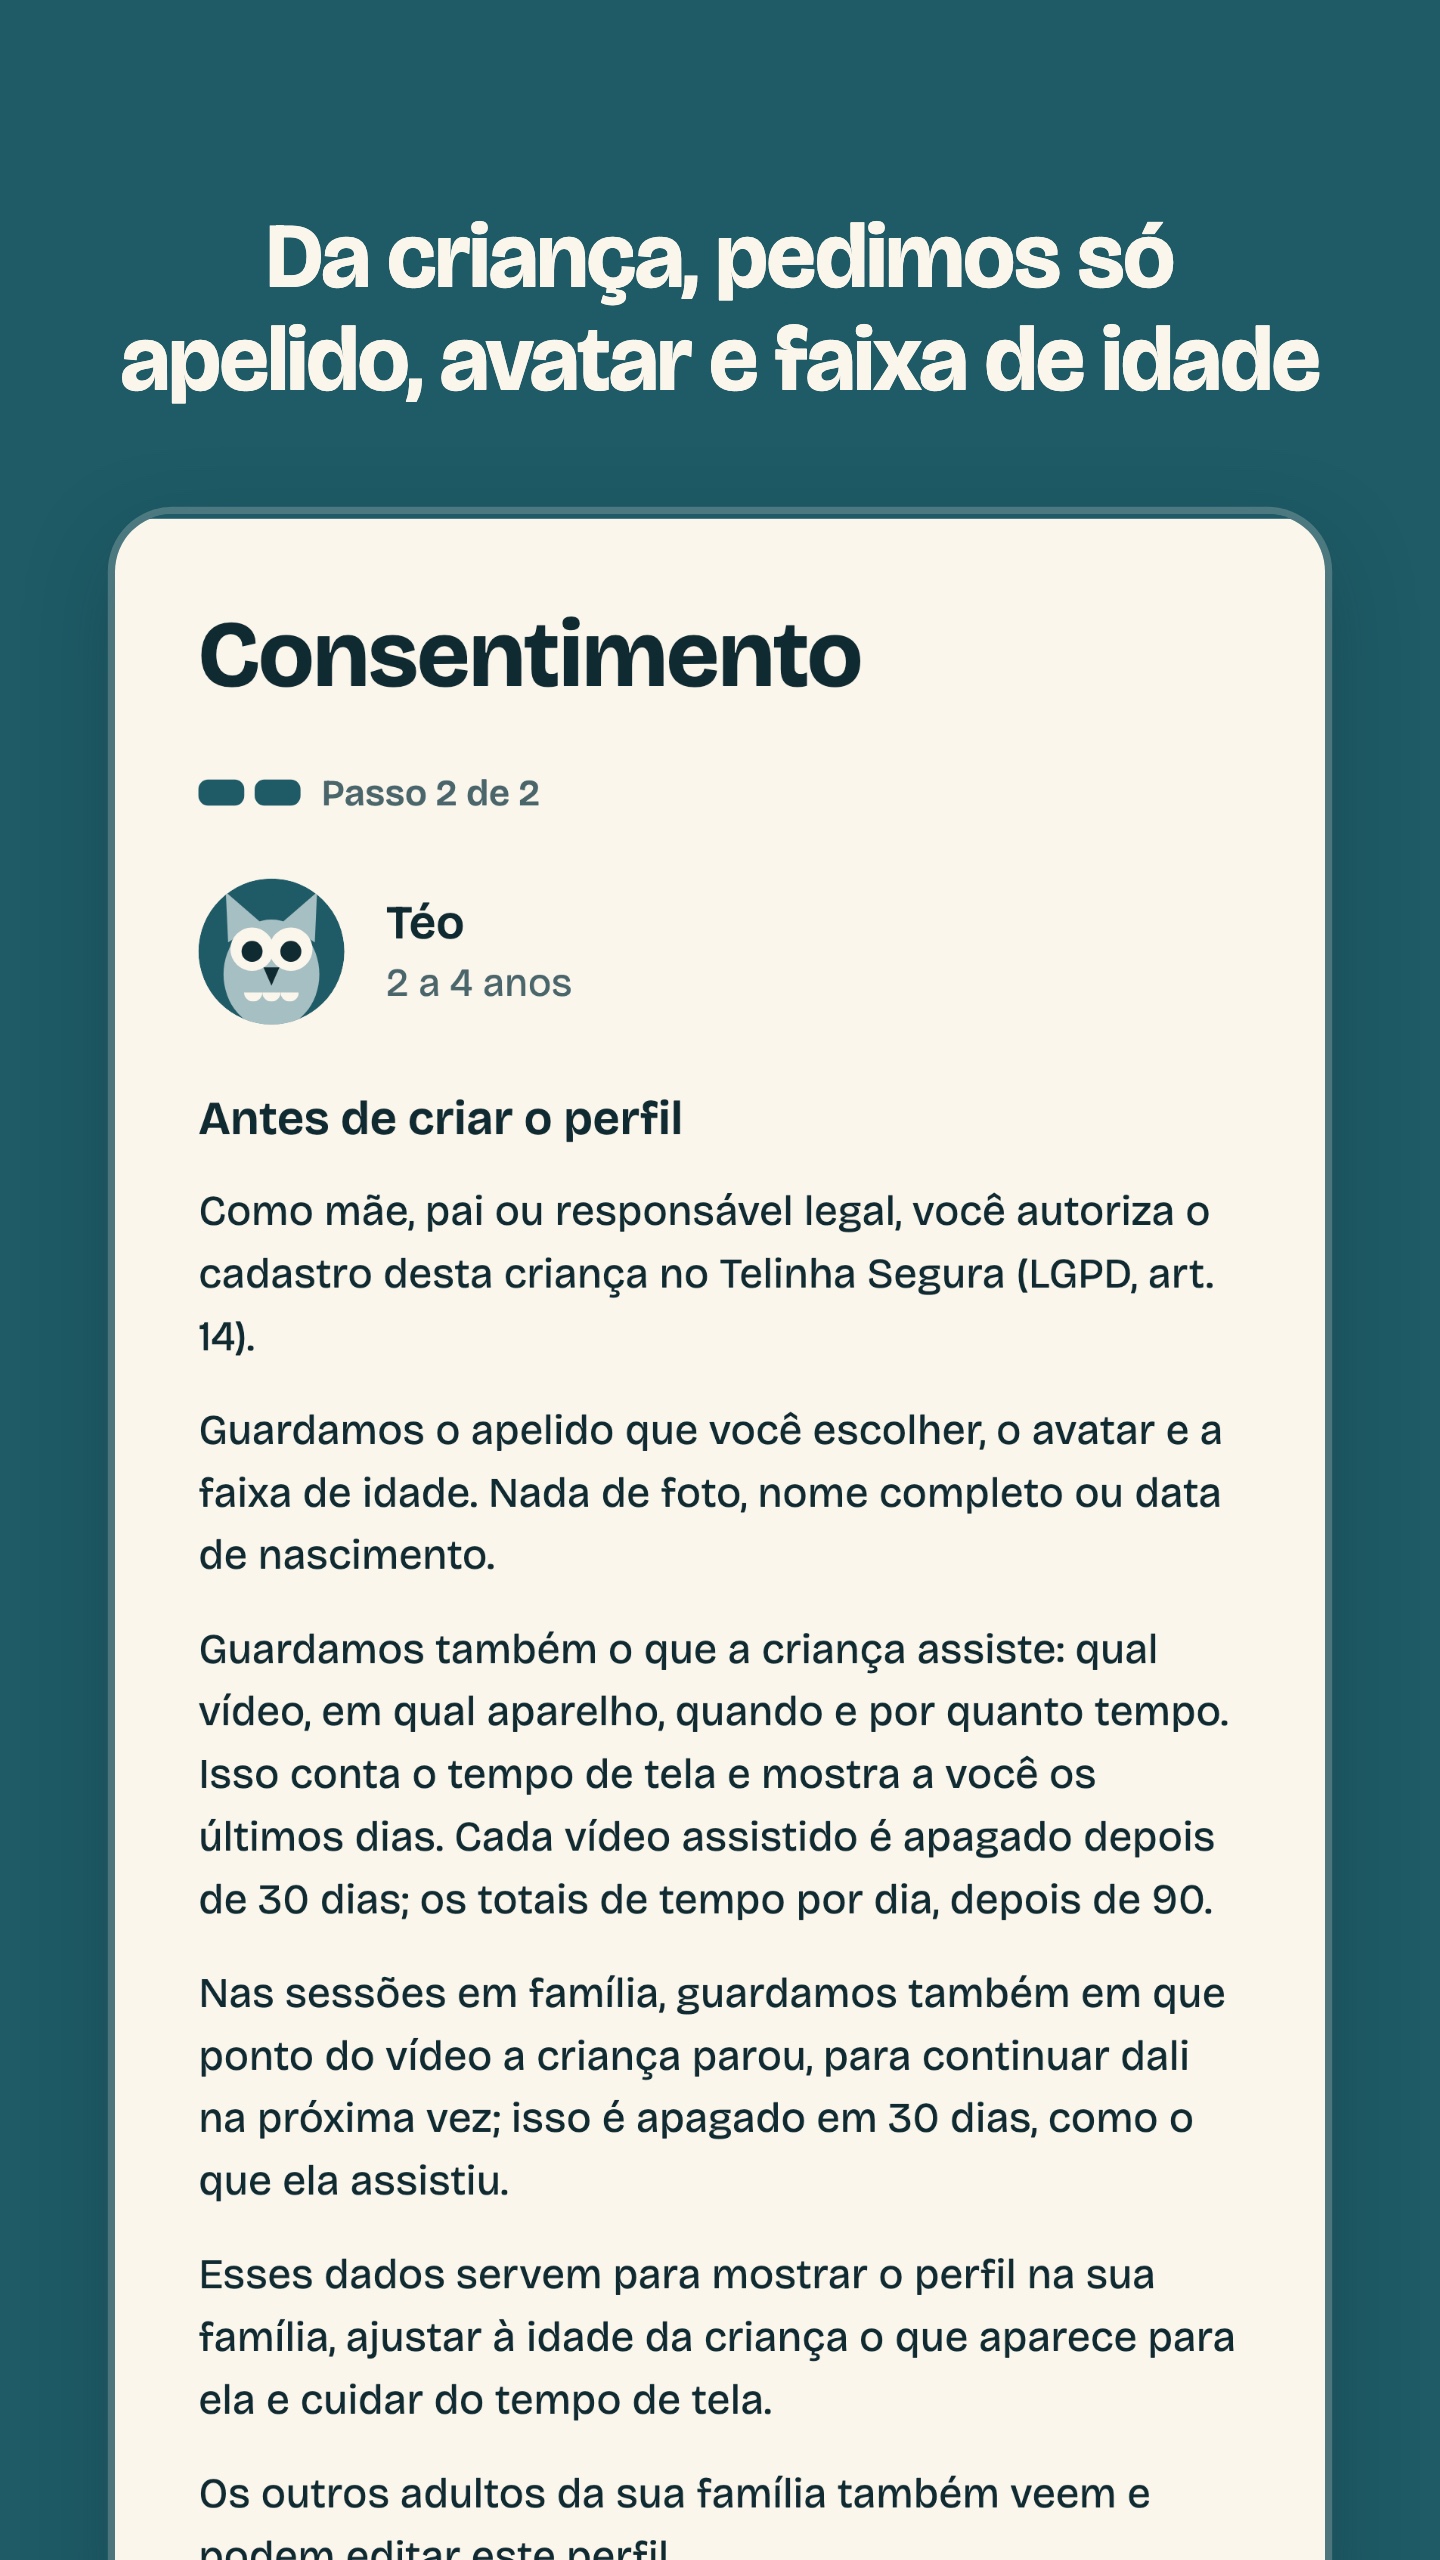 Da criança, pedimos só
apelido, avatar e faixa de idade
Consentimento
Passo 2 de 2
Téo
2 a 4 anos
Antes de criar o perfil
Como mãe, pai ou responsável legal, você autoriza o
cadastro desta criança no Telinha Segura (LGPD, art.
14).
Guardamos o apelido que você escolher, o avatar e a
faixa de idade. Nada de foto, nome completo ou data
de nascimento.
Guardamos também o que a criança assiste: qual
vídeo, em qual aparelho, quando e por quanto tempo.
Isso conta o tempo de tela e mostra a você os
últimos dias. Cada vídeo assistido é apagado depois
de 30 dias; os totais de tempo por dia, depois de 90.
Nas sessões em família, guardamos também em que
ponto do vídeo a criança parou, para continuar dali
na próxima vez; isso é apagado em 30 dias, como o
que ela assistiu.
Esses dados servem para mostrar o perfil na sua
família, ajustar à idade da criança o que aparece para
ela e cuidar do tempo de tela.
Os outros adultos da sua família também veem e
podem editar este perfil.